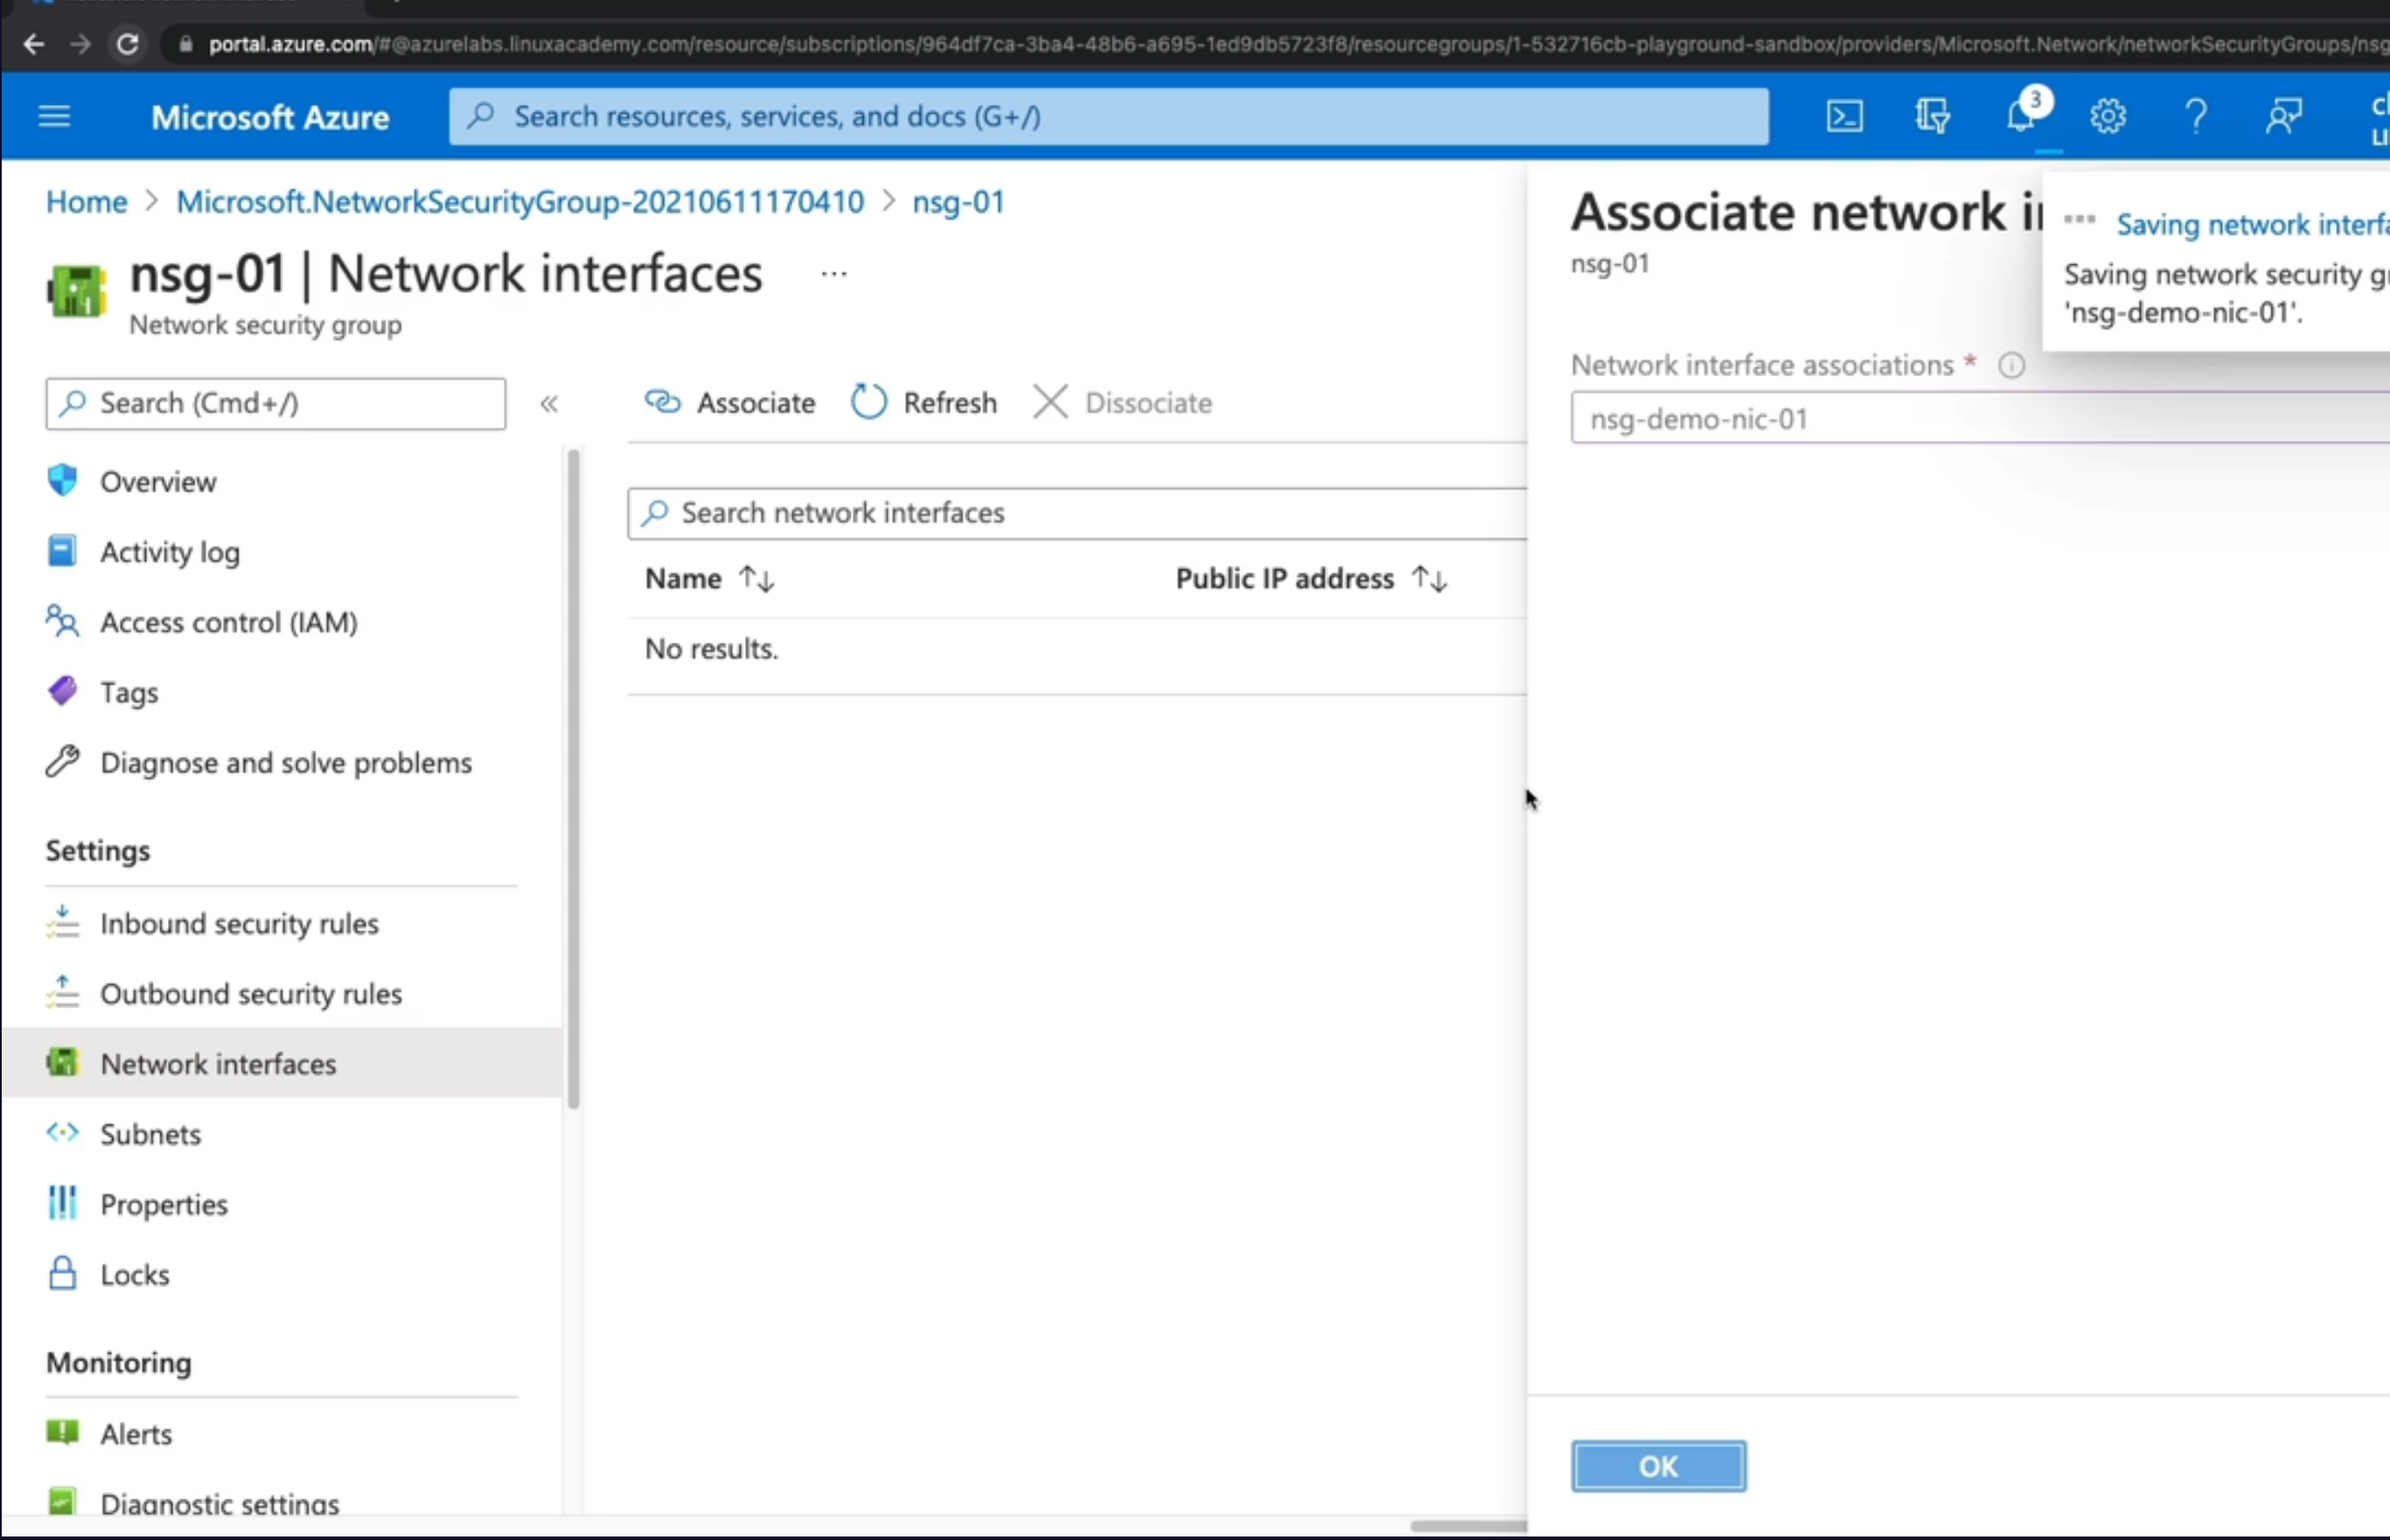 portal.azure.com/#@azurelabs.linuxacademy.com/resource/subscriptions/964df7ca-3ba4-48b6-a695-1ed9db5723f8/resourcegroups/1-532716cb-playground-sandbox/providers/Microsoft.Network/networkSecurityGroups/nsg
Microsoft Azure
Search resources, services, and docs (G+/)
3
Home > Microsoft.NetworkSecurityGroup-20210611170410 > nsg-01
nsg-01 | Network interfaces ...
Network security group
Search (Cmd+/)
«
Overview
Activity log
Access control (IAM)
Tags
Diagnose and solve problems
Settings
Inbound security rules
Outbound security rules
Network interfaces
Subnets
Properties
Locks
Monitoring
Alerts
Diagnostic settings
Associate Refresh Dissociate
Search network interfaces
Name ↑↓ Public IP address ↑↓
No results.
Associate network
nsg-01
Saving network interfa
Saving network security g
'nsg-demo-nic-01'.
Network interface associations *
nsg-demo-nic-01
OK